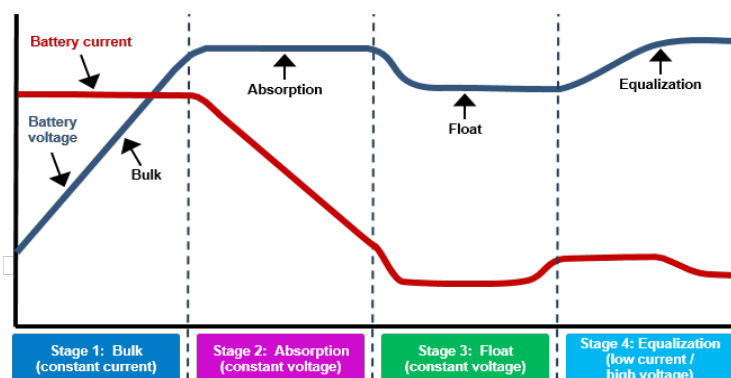 Battery current
Absorption
Equalization
Battery
voltage
Float
Bulk
Stage 1: Bulk
(constant current)
Stage 2: Absorption
(constant voltage)
Stage 3: Float
(constant voltage)
Stage 4: Equalization
(low current /
high voltage)